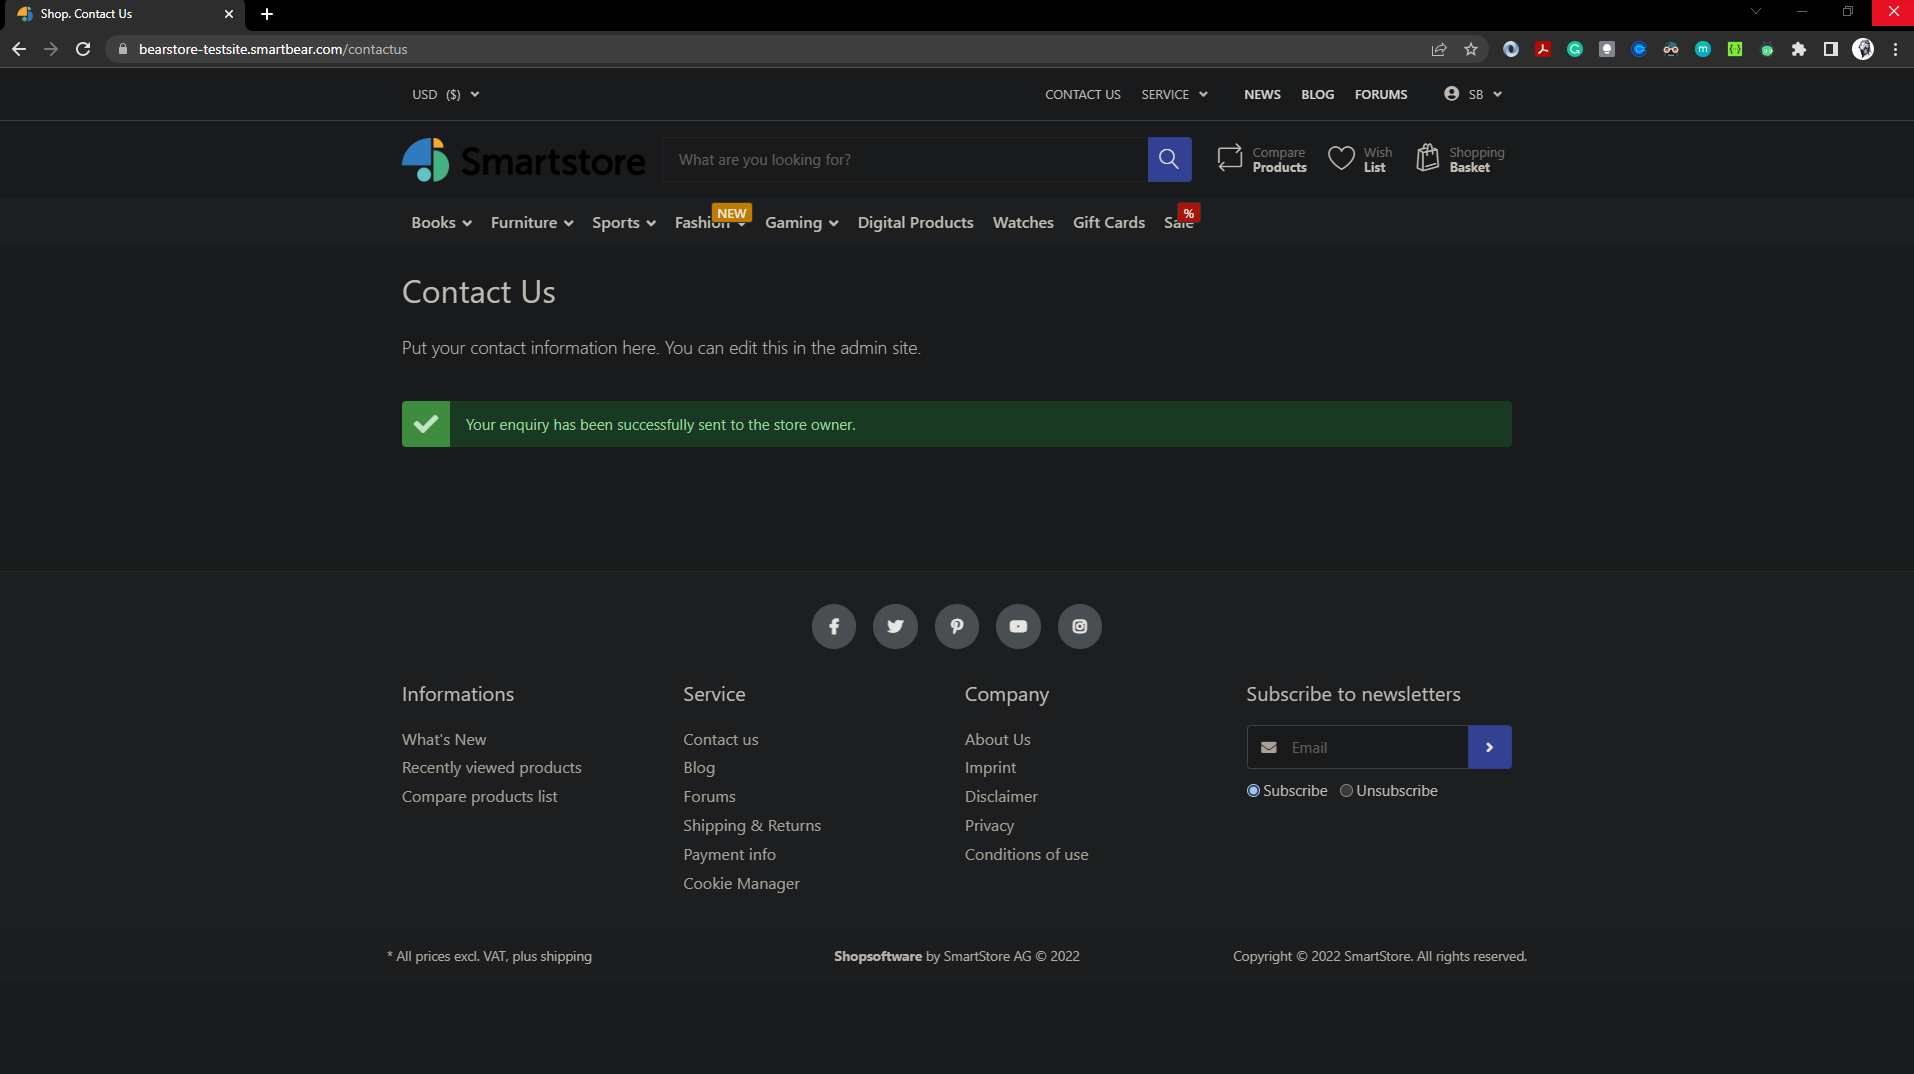 Shop. Contact Us
bearstore-testsite.smartbear.com/contactus
USD ($)
CONTACT US SERVICE NEWS BLOG FORUMS SB
Smartstore
What are you looking for?
Compare Products
Wish List
Shopping Basket
NEW %
Books Furniture Sports Fashion Gaming Digital Products Watches Gift Cards Sale
Contact Us
Put your contact information here. You can edit this in the admin site.
Your enquiry has been successfully sent to the store owner.
Informations
What's New
Recently viewed products
Compare products list
Service
Contact us
Blog
Forums
Shipping & Returns
Payment info
Cookie Manager
Company
About Us
Imprint
Disclaimer
Privacy
Conditions of use
Subscribe to newsletters
Email
Subscribe Unsubscribe
* All prices excl. VAT, plus shipping
Shopsoftware by SmartStore AG © 2022
Copyright © 2022 SmartStore. All rights reserved.